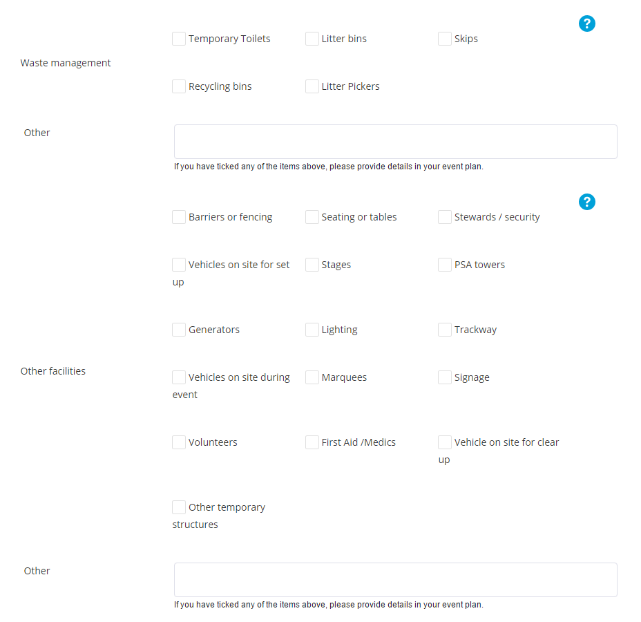 ?
Temporary Toilets Litter bins Skips
Waste management
Recycling bins Litter Pickers
Other
If you have ticked any of the items above, please provide details in your event plan.
?
Barriers or fencing Seating or tables Stewards / security
Vehicles on site for set Stages PSA towers
up
Generators Lighting Trackway
Other facilities
Vehicles on site during Marquees Signage
event
Volunteers First Aid /Medics Vehicle on site for clear
up
Other temporary
structures
Other
If you have ticked any of the items above, please provide details in your event plan.